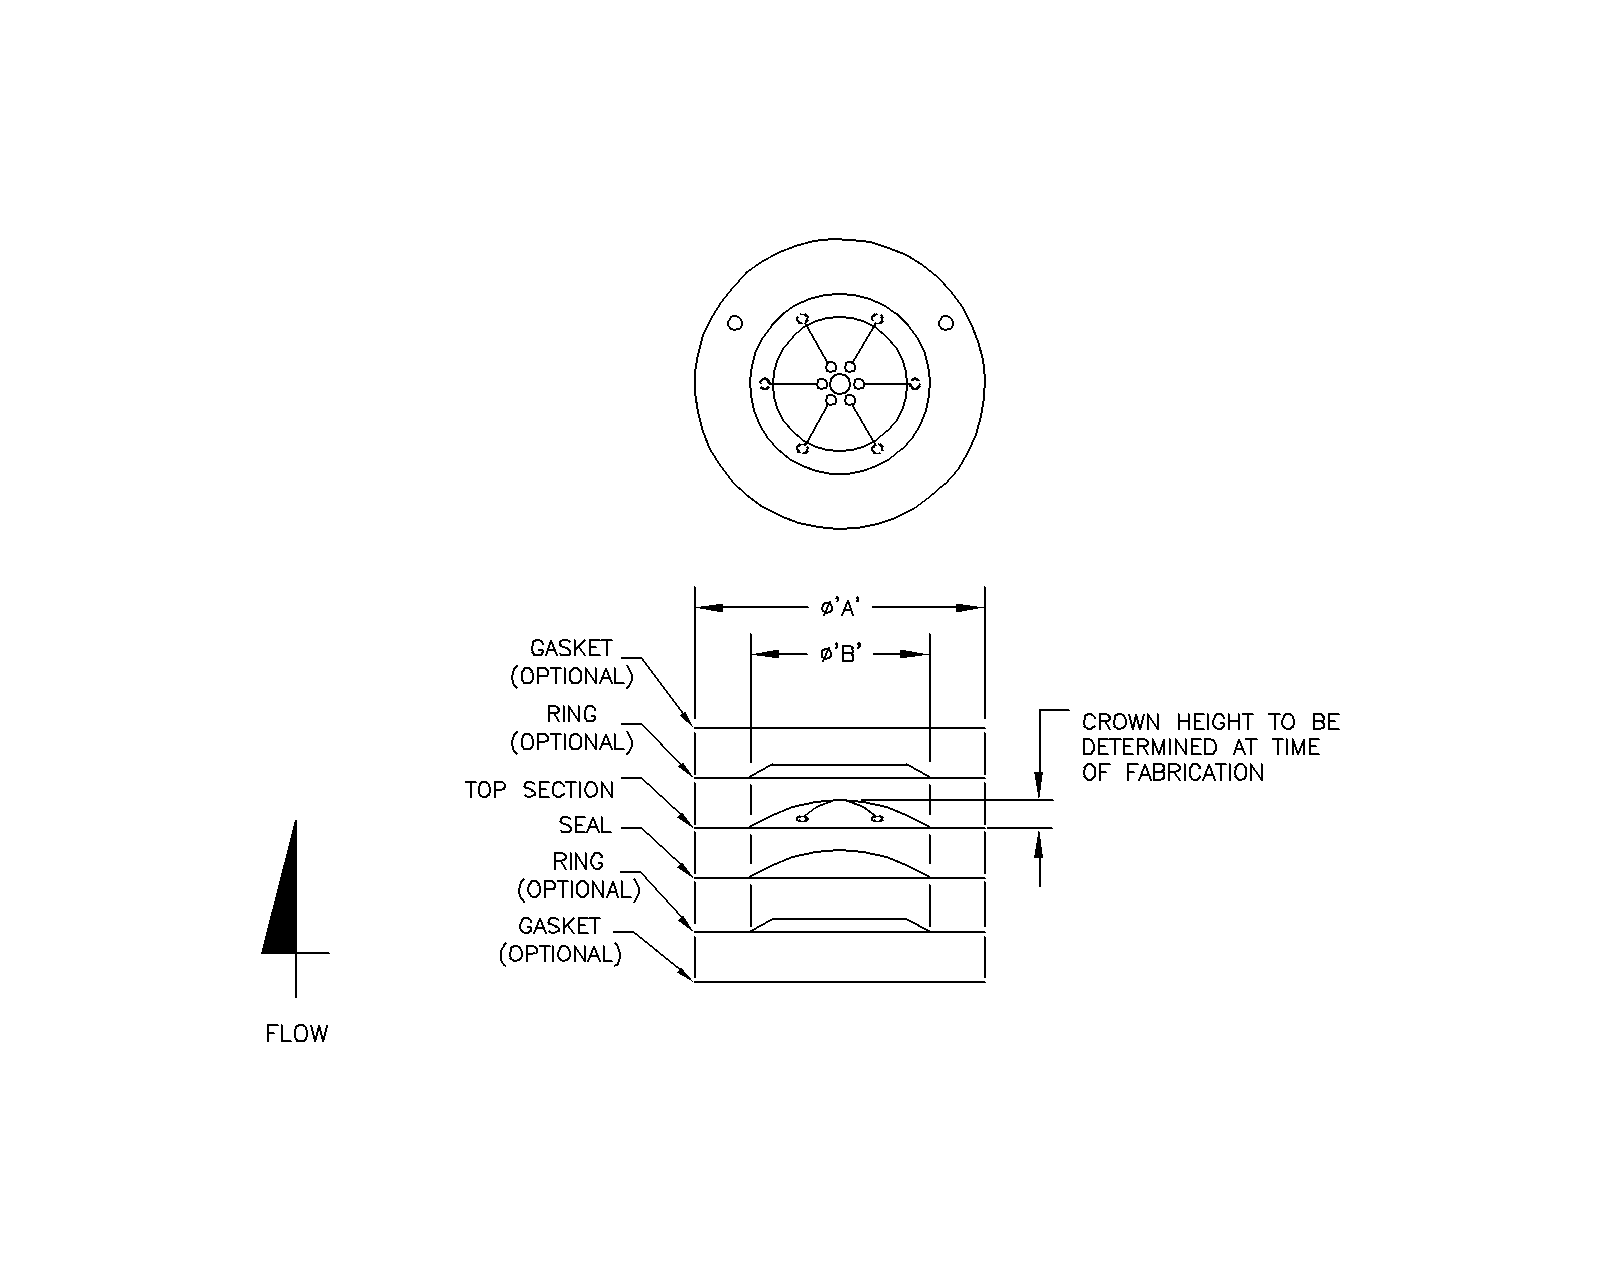 ø'A'
ø'B'
GASKET
(OPTIONAL)
RING
(OPTIONAL)
TOP SECTION
SEAL
RING
(OPTIONAL)
GASKET
(OPTIONAL)
CROWN HEIGHT TO BE
DETERMINED AT TIME
OF FABRICATION
FLOW